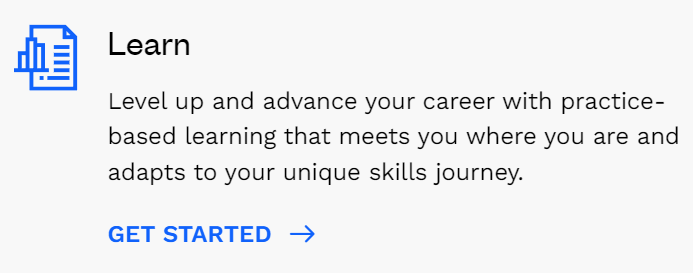 Learn
Level up and advance your career with practice-
based learning that meets you where you are and
adapts to your unique skills journey.
GET STARTED →